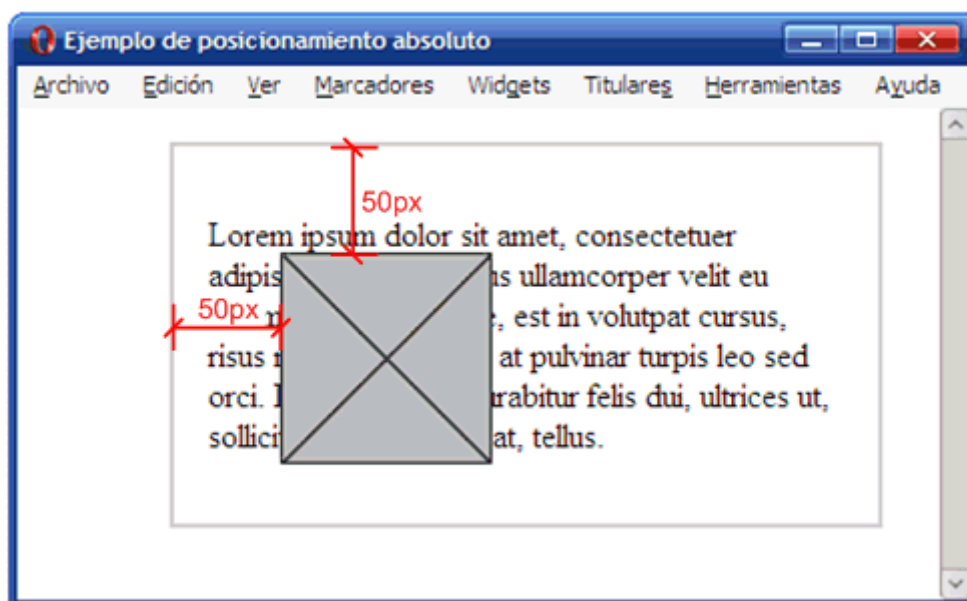 Ejemplo de posicionamiento absoluto
Archivo Edición Ver Marcadores Widgets Titulares Herramientas Ayuda
50px
Lorem ipsum dolor sit amet, consectetuer
adipis us ullamcorper velit eu
50px , est in volutpat cursus,
risus at pulvinar turpis leo sed
orci. rabitur felis dui, ultrices ut,
sollicit at, tellus.